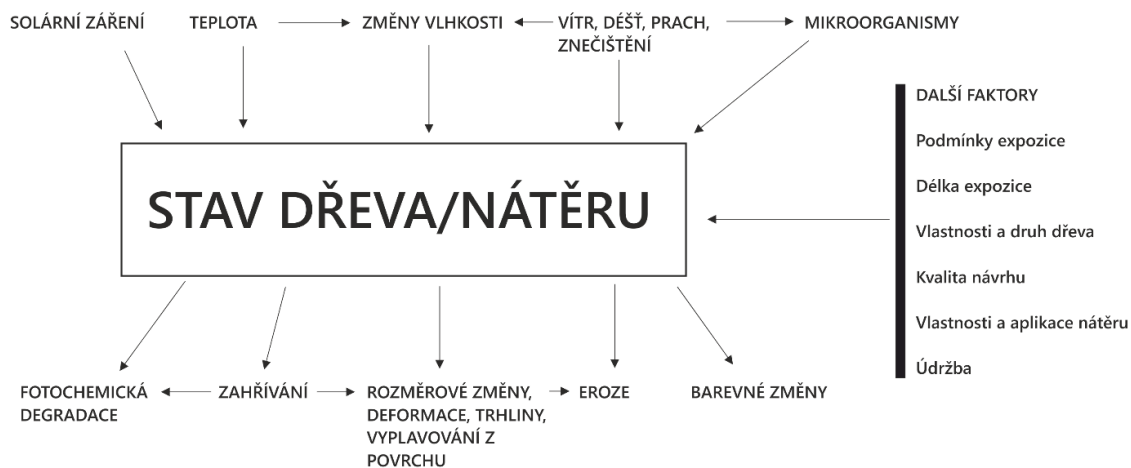 SOLÁRNÍ ZÁŘENÍ
TEPLOTA
ZMĚNY VLHKOSTI
VÍTR, DÉŠŤ, PRACH,
ZNEČIŠTĚNÍ
MIKROORGANISMY
STAV DŘEVA/NÁTĚRU
DALŠÍ FAKTORY
Podmínky expozice
Délka expozice
Vlastnosti a druh dřeva
Kvalita návrhu
Vlastnosti a aplikace nátěru
Údržba
FOTOCHEMICKÁ
DEGRADACE
ZAHŘÍVÁNÍ
ROZMĚROVÉ ZMĚNY,
DEFORMACE, TRHLINY,
VYPLAVOVÁNÍ Z
POVRCHU
EROZE
BAREVNÉ ZMĚNY